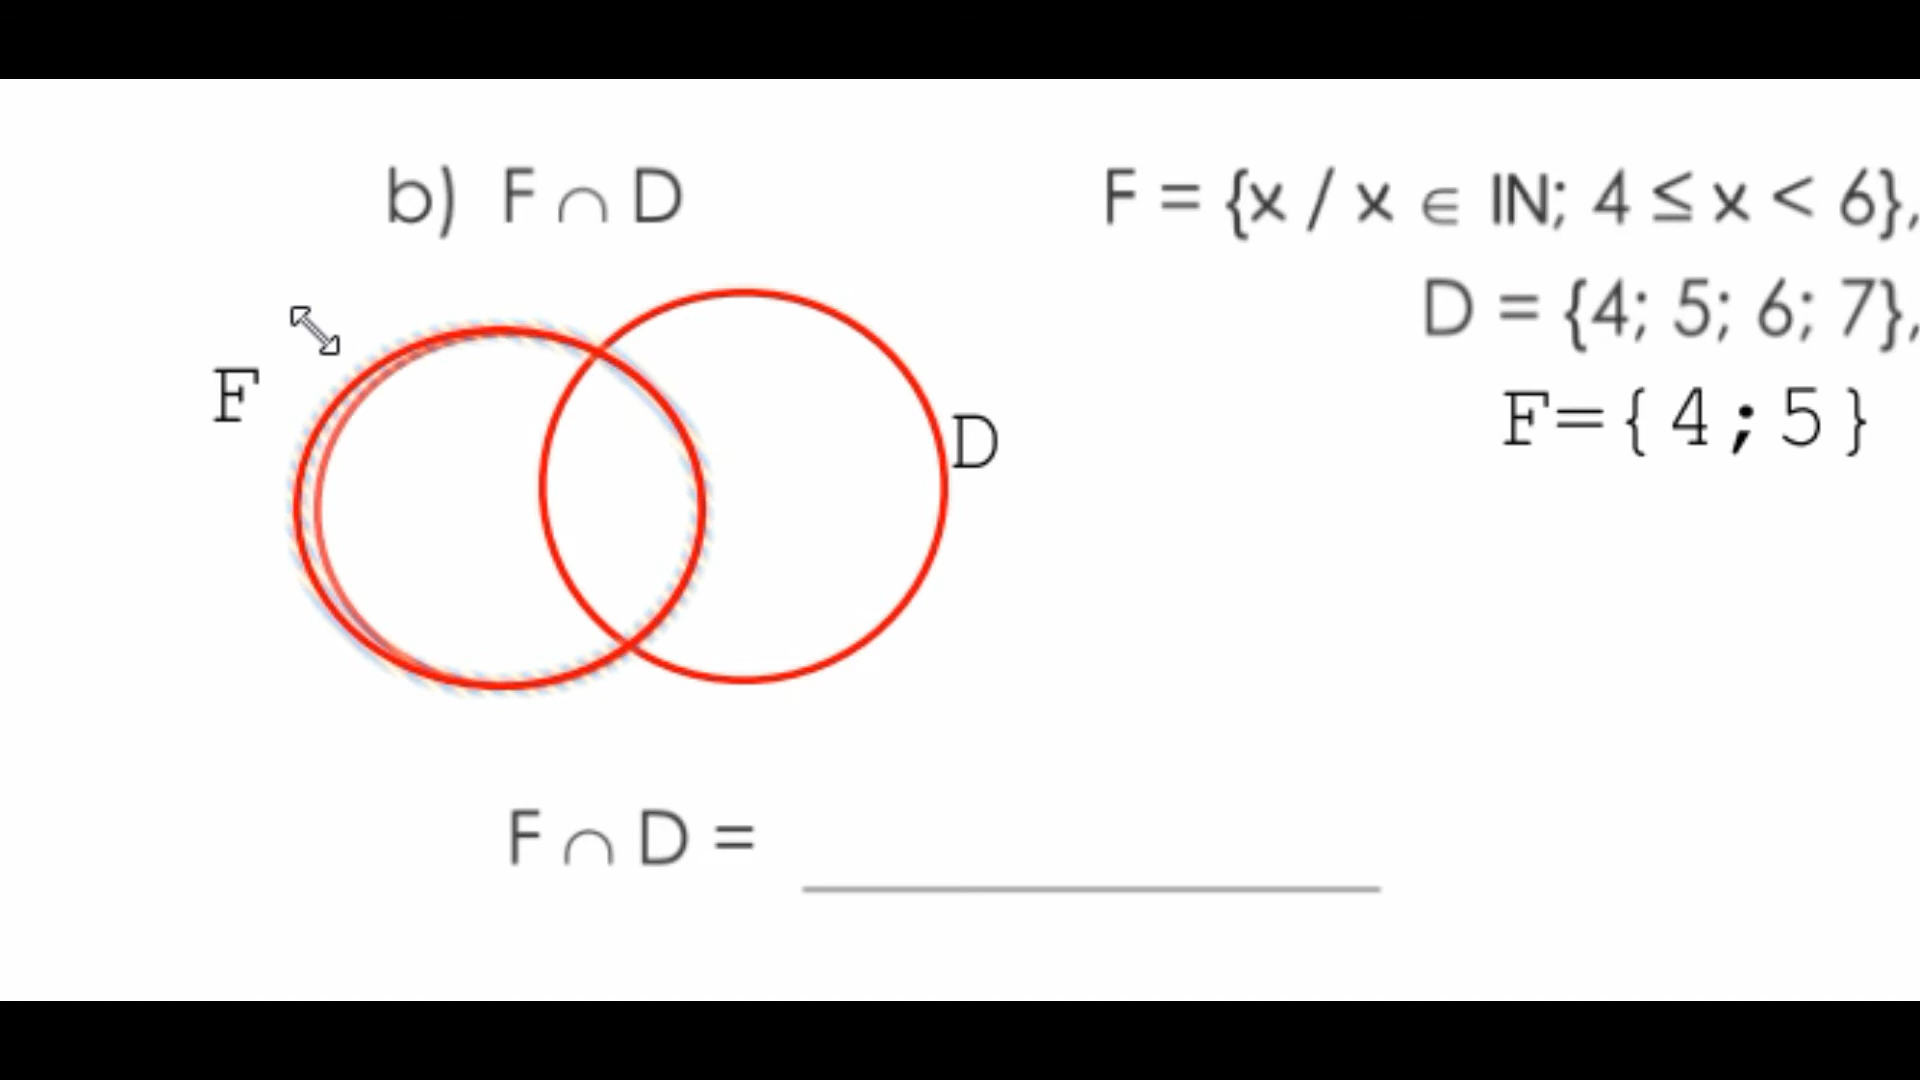 b) F ∩ D
F = {x / x ∈ IN; 4 ≤ x < 6},
D = {4; 5; 6; 7},
F={4;5}
F
D
F ∩ D =